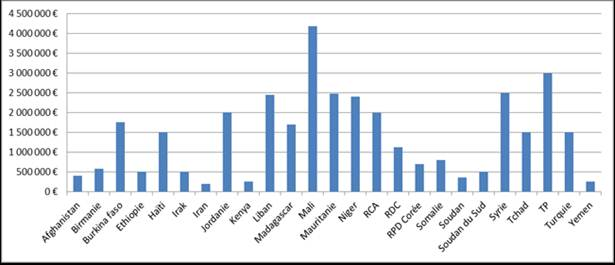 4 500 000 €
4 000 000 €
3 500 000 €
3 000 000 €
2 500 000 €
2 000 000 €
1 500 000 €
1 000 000 €
500 000 €
0 €
Afghanistan
Birmanie
Burkina faso
Ethiopie
Haïti
Irak
Iran
Jordanie
Kenya
Liban
Madagascar
Mali
Mauritanie
Niger
RCA
RDC
RPD Corée
Somalie
Soudan
Soudan du Sud
Syrie
Tchad
TP
Turquie
Yemen